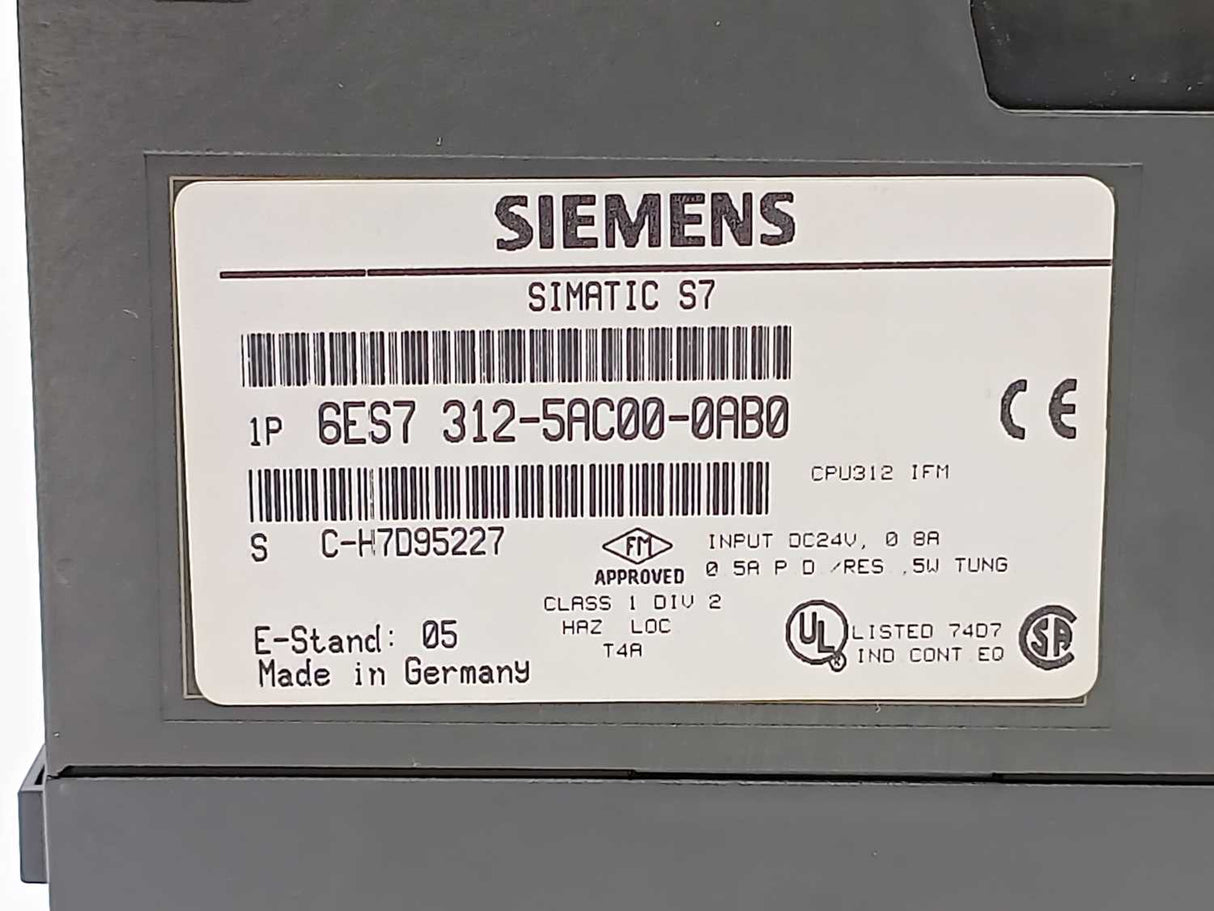 SIEMENS
SIMATIC S7
1P 6ES7 312-5AC00-0AB0
CE
CPU312 IFM
S C-H7D95227
FM
APPROVED
INPUT DC24V, 0 8A
0 5A P D /RES .5W TUNG
CLASS 1 DIV 2
HAZ LOC
T4A
E-Stand: 05
Made in Germany
UL
LISTED 74D7
IND CONT EQ
SA